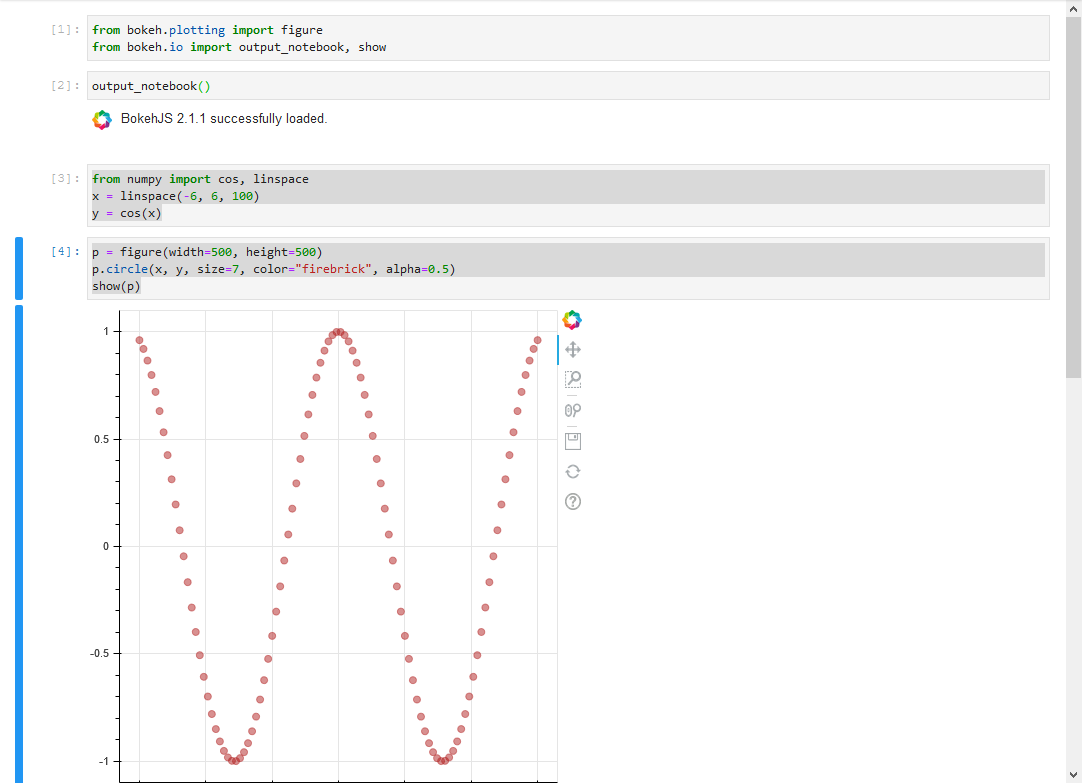 [1]: from bokeh.plotting import figure
from bokeh.io import output_notebook, show
[2]: output_notebook()
BokehJS 2.1.1 successfully loaded.
[3]: from numpy import cos, linspace
x = linspace(-6, 6, 100)
y = cos(x)
[4]: p = figure(width=500, height=500)
p.circle(x, y, size=7, color="firebrick", alpha=0.5)
show(p)
1
0.5
0
-0.5
-1